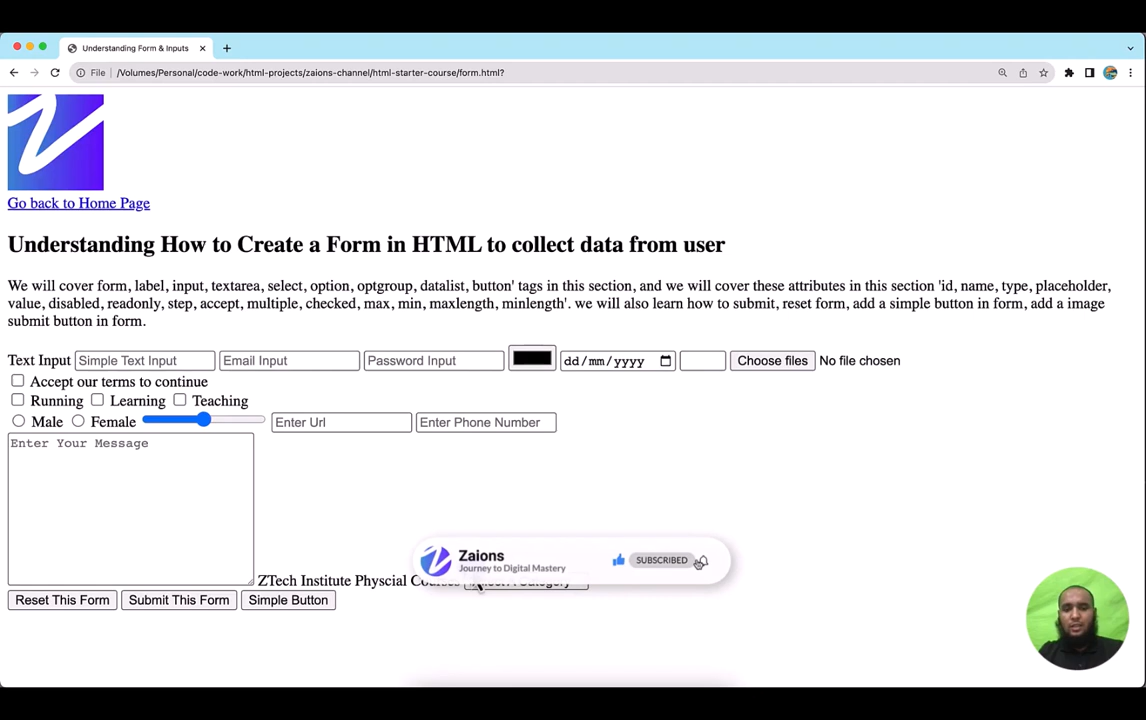 Understanding Form & Inputs
File /Volumes/Personal/code-work/html-projects/zaions-channel/html-starter-course/form.html?
Go back to Home Page
Understanding How to Create a Form in HTML to collect data from user
We will cover form, label, input, textarea, select, option, optgroup, datalist, button' tags in this section, and we will cover these attributes in this section 'id, name, type, placeholder,
value, disabled, readonly, step, accept, multiple, checked, max, min, maxlength, minlength'. we will also learn how to submit, reset form, add a simple button in form, add a image
submit button in form.
Text Input Simple Text Input Email Input Password Input dd/mm/yyyy Choose files No file chosen
Accept our terms to continue
Running Learning Teaching
Male Female Enter Url Enter Phone Number
Enter Your Message
Zaions SUBSCRIBED
Journey to Digital Mastery
ZTech Institute Physcial
Reset This Form Submit This Form Simple Button